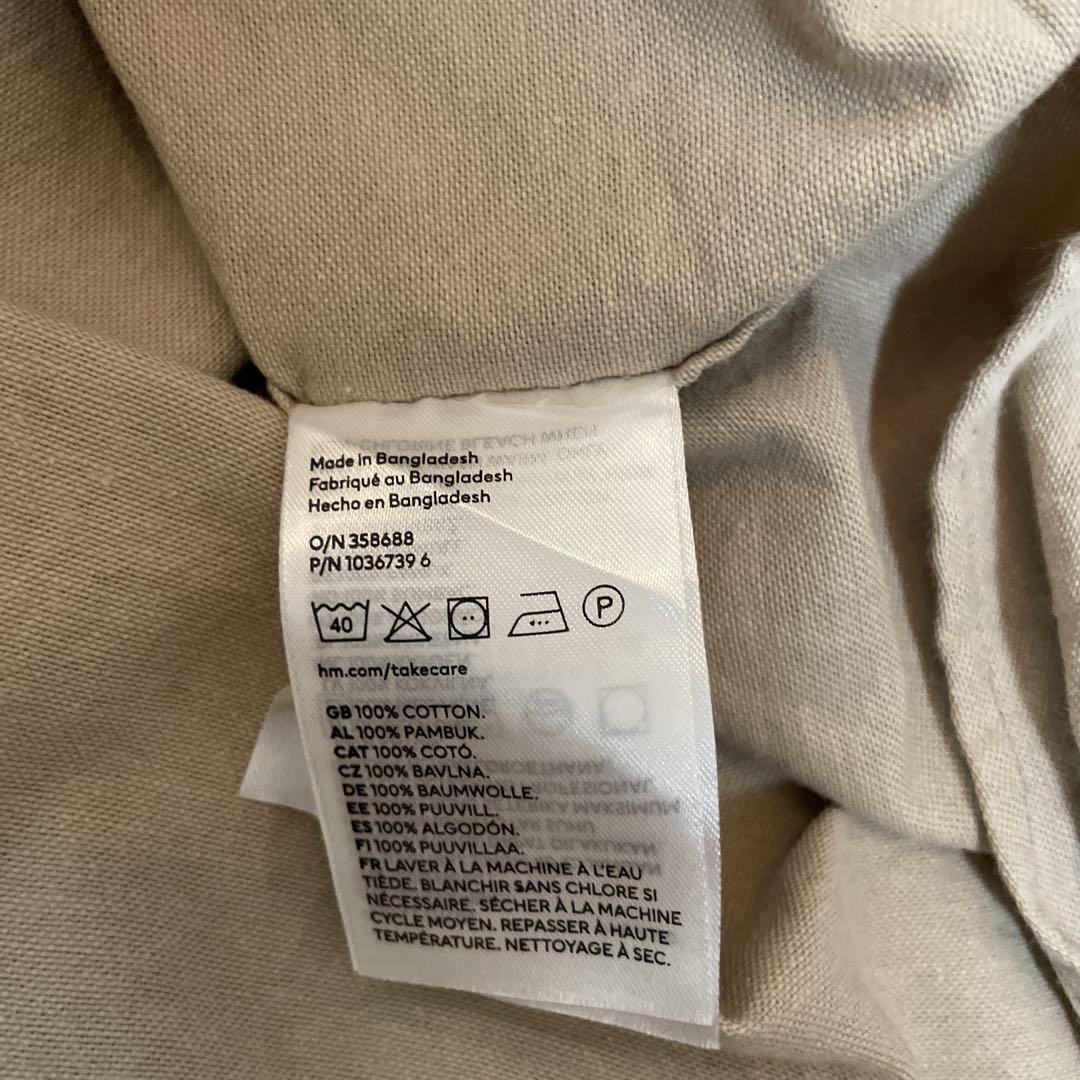 Made in Bangladesh
Fabriqué au Bangladesh
Hecho en Bangladesh
O/N 358688
P/N 1036739 6
40 P
hm.com/takecare
GB 100% COTTON.
AL 100% PAMBUK.
CAT 100% COTÓ.
CZ 100% BAVLNA.
DE 100% BAUMWOLLE.
EE 100% PUUVILL.
ES 100% ALGODÓN.
FI 100% PUUVILLAA.
FR LAVER À LA MACHINE À L'EAU
TIÈDE. BLANCHIR SANS CHLORE SI
NÉCESSAIRE. SÉCHER À LA MACHINE
CYCLE MOYEN. REPASSER À HAUTE
TEMPÉRATURE. NETTOYAGE À SEC.